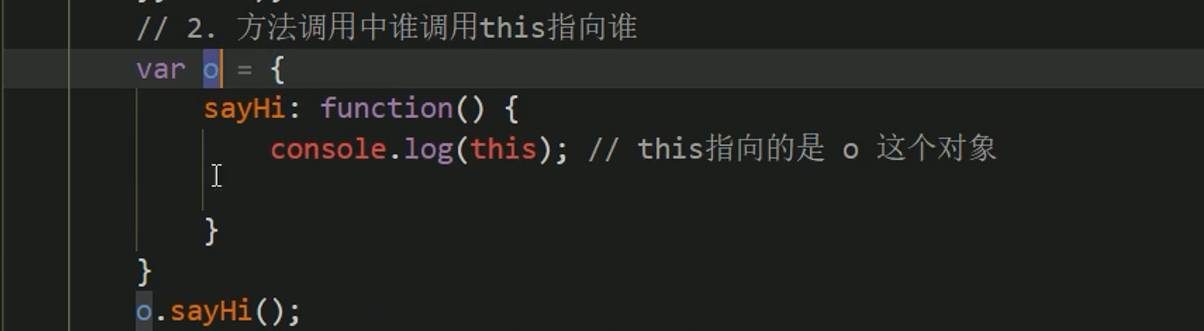 // 2. 方法调用中谁调用this指向谁
var o = {
sayHi: function() {
console.log(this); // this指向的是 o 这个对象
}
}
o.sayHi();